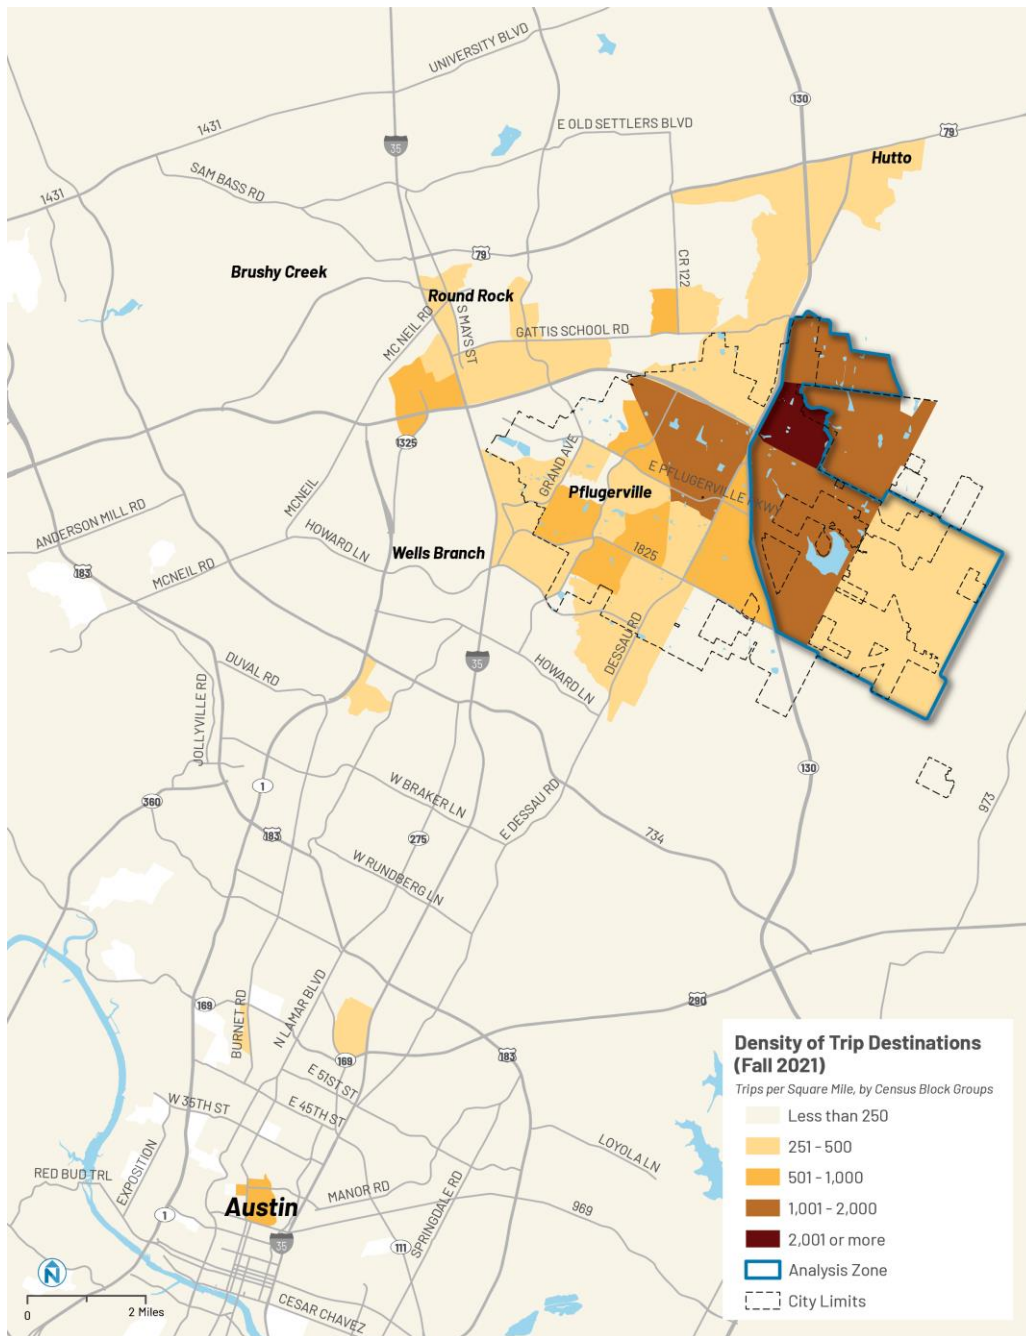 UNIVERSITY BLVD
130
E OLD SETTLERS BLVD
79
1431
35
Hutto
SAM BASS RD
1431
79
CR 122
Brushy Creek
Round Rock
MC NEIL RD
S MAYS ST
GATTIS SCHOOL RD
1325
GRAND AVE
E PFLUGERVILLE PKWY
MCNEIL
Pflugerville
ANDERSON MILL RD
HOWARD LN
Wells Branch
1825
183
MCNEIL RD
DESSAU RD
DUVAL RD
35
HOWARD LN
JOLLYVILLE RD
130
1
W BRAKER LN
360
E DESSAU RD
973
183
275
734
W RUNDBERG LN
169
BURNET RD
N LAMAR BLVD
290
169
183
E 51ST ST
W 35TH ST
E 45TH ST
LOYOLA LN
RED BUD TRL
EXPOSITION
MANOR RD
SPRINGDALE RD
969
Austin
1
35
111
CESAR CHAVEZ
N
0
2 Miles
Density of Trip Destinations
(Fall 2021)
Trips per Square Mile, by Census Block Groups
Less than 250
251 - 500
501 - 1,000
1,001 - 2,000
2,001 or more
Analysis Zone
City Limits